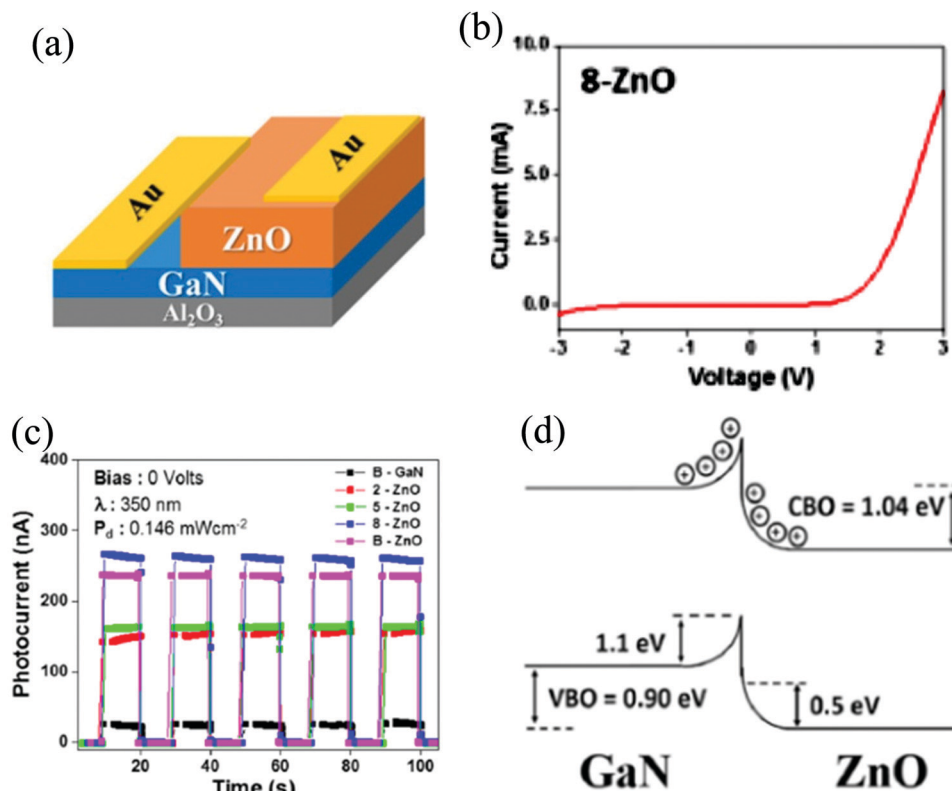 (a)
Au
Au
ZnO
GaN
Al₂O₃
(b)
8-ZnO
Current (mA)
10.0
7.5
5.0
2.5
0.0
-3
-2
-1
0
1
2
3
Voltage (V)
(c)
Photocurrent (nA)
400
300
200
100
0
Bias : 0 Volts
λ : 350 nm
P_d : 0.146 mWcm⁻²
B - GaN
2 - ZnO
5 - ZnO
8 - ZnO
B - ZnO
20
40
60
80
100
Time (s)
(d)
CBO = 1.04 eV
1.1 eV
VBO = 0.90 eV
0.5 eV
GaN
ZnO